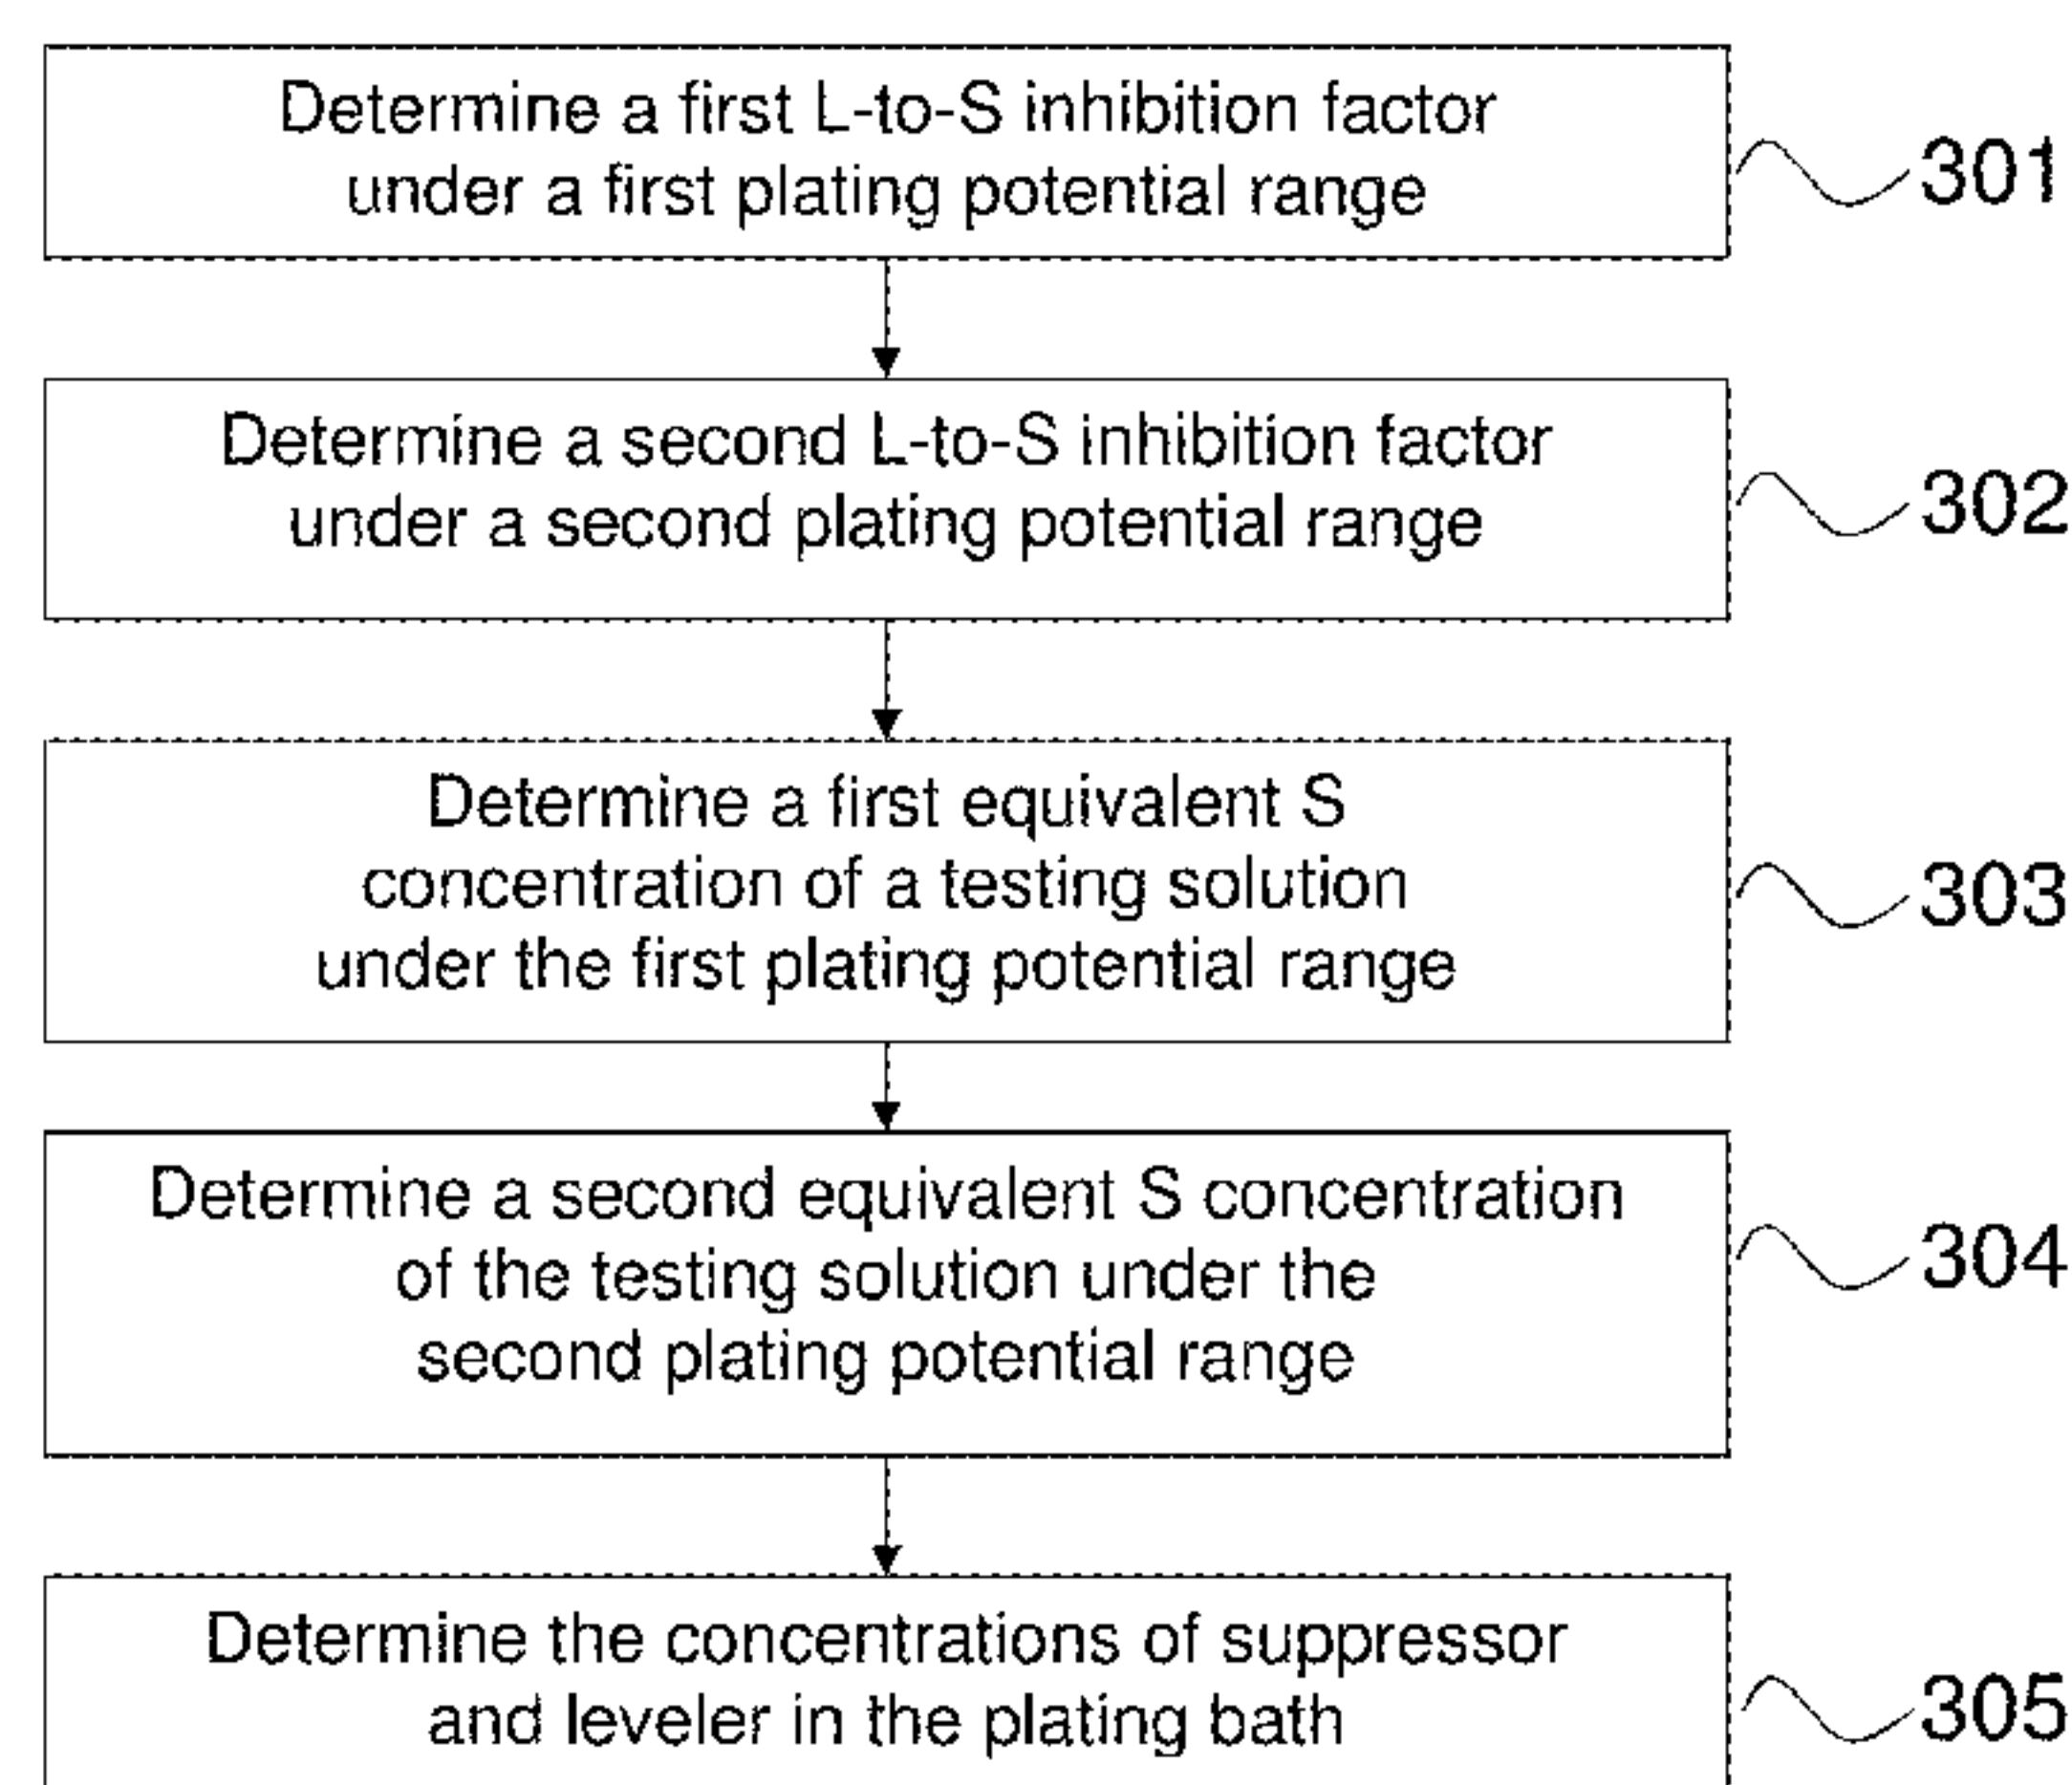 Determine a first L-to-S inhibition factor
under a first plating potential range
301
Determine a second L-to-S inhibition factor
under a second plating potential range
302
Determine a first equivalent S
concentration of a testing solution
under the first plating potential range
303
Determine a second equivalent S concentration
of the testing solution under the
second plating potential range
304
Determine the concentrations of suppressor
and leveler in the plating bath
305